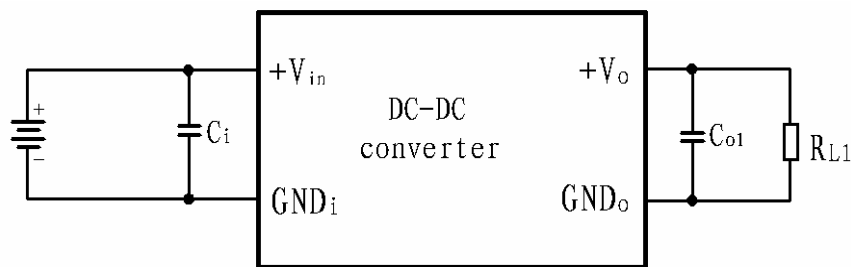 +Vin
+Vo
DC-DC
converter
+
-
Ci
Co1
RL1
GNDi
GNDo